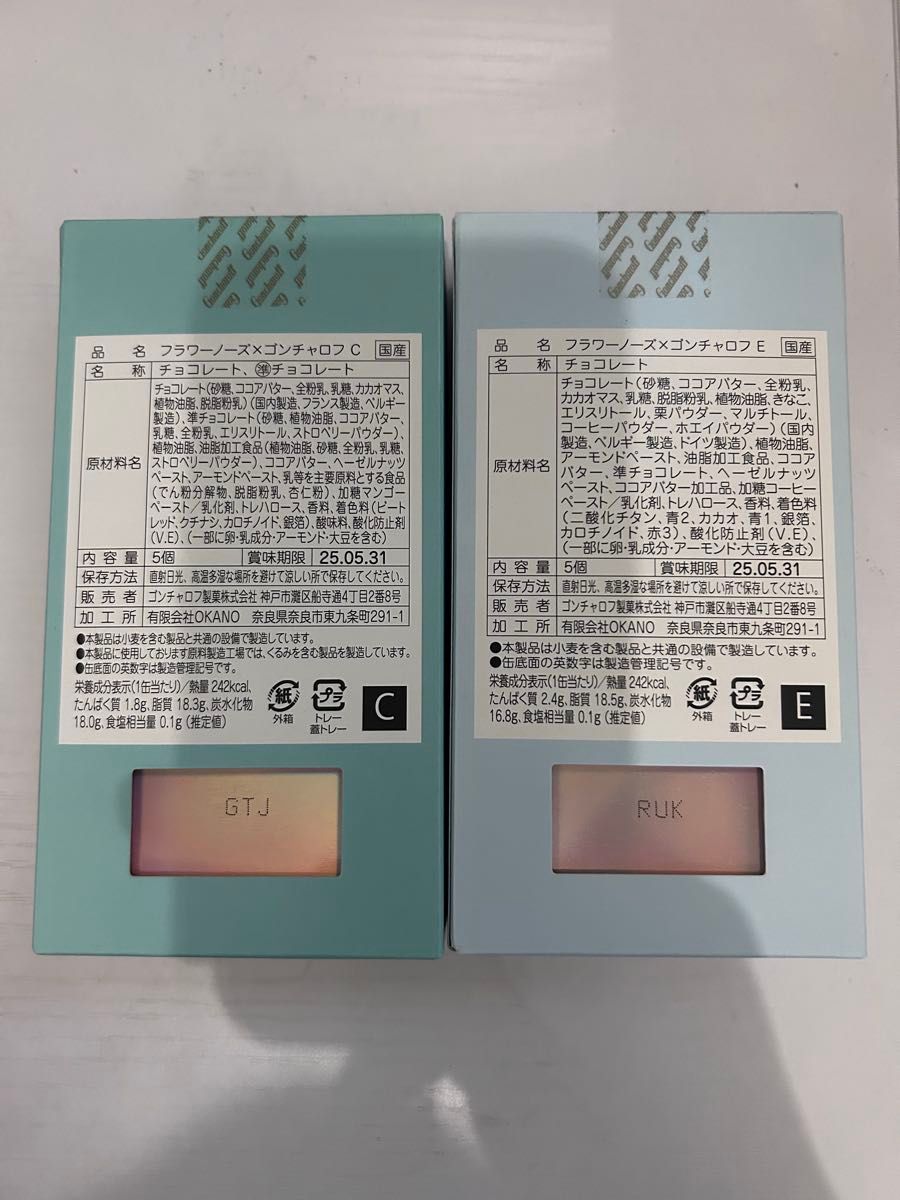 Goncharoff
品名 フラワーノーズ×ゴンチャロフ C 国産
名称 チョコレート、㊟チョコレート
原材料名
チョコレート(砂糖、ココアバター、全粉乳、乳糖、カカオマス、
植物油脂、脱脂粉乳)(国内製造、フランス製造、ベルギー
製造)、準チョコレート(砂糖、植物油脂、ココアバター、
乳糖、全粉乳、エリスリトール、ストロベリーパウダー)、
植物油脂、油脂加工食品(植物油脂、砂糖、全粉乳、乳糖、
ストロベリーパウダー)、ココアバター、ヘーゼルナッツ
ペースト、アーモンドペースト、乳等を主要原料とする食品
(でん粉分解物、脱脂粉乳、杏仁粉)、加糖マンゴー
ペースト/乳化剤、トレハロース、香料、着色料(ビート
レッド、クチナシ、カロチノイド、銀箔)、酸味料、酸化防止剤
(V.E)、(一部に卵・乳成分・アーモンド・大豆を含む)
内容量 5個 賞味期限 25.05.31
保存方法 直射日光、高温多湿な場所を避けて涼しい所で保存してください。
販売者 ゴンチャロフ製菓株式会社 神戸市灘区船寺通4丁目2番8号
加工所 有限会社OKANO 奈良県奈良市東九条町291-1
●本製品は小麦を含む製品と共通の設備で製造しています。
●本製品に使用しております原料製造工場では、くるみを含む製品を製造しています。
●缶底面の英数字は製造管理記号です。
栄養成分表示(1缶当たり)/熱量 242kcal、
たんぱく質 1.8g、脂質 18.3g、炭水化物
18.0g、食塩相当量 0.1g(推定値)
紙
外箱
プラ
トレー
蓋トレー
C
GTJ
Goncharoff
品名 フラワーノーズ×ゴンチャロフ E 国産
名称 チョコレート
原材料名
チョコレート(砂糖、ココアバター、全粉乳、
カカオマス、乳糖、脱脂粉乳、植物油脂、きなこ、
エリスリトール、栗パウダー、マルチトール、
コーヒーパウダー、ホエイパウダー)(国内
製造、ベルギー製造、ドイツ製造)、植物油脂、
アーモンドペースト、油脂加工食品、ココア
バター、準チョコレート、ヘーゼルナッツ
ペースト、ココアバター加工品、加糖コーヒー
ペースト/乳化剤、トレハロース、香料、着色料
(二酸化チタン、青2、カカオ、青1、銀箔、
カロチノイド、赤3)、酸化防止剤(V.E)、
(一部に卵・乳成分・アーモンド・大豆を含む)
内容量 5個 賞味期限 25.05.31
保存方法 直射日光、高温多湿な場所を避けて涼しい所で保存してください。
販売者 ゴンチャロフ製菓株式会社 神戸市灘区船寺通4丁目2番8号
加工所 有限会社OKANO 奈良県奈良市東九条町291-1
●本製品は小麦を含む製品と共通の設備で製造しています。
●缶底面の英数字は製造管理記号です。
栄養成分表示(1缶当たり)/熱量 242kcal、
たんぱく質 2.4g、脂質 18.5g、炭水化物
16.8g、食塩相当量 0.1g(推定値)
紙
外箱
プラ
トレー
蓋トレー
E
RUK